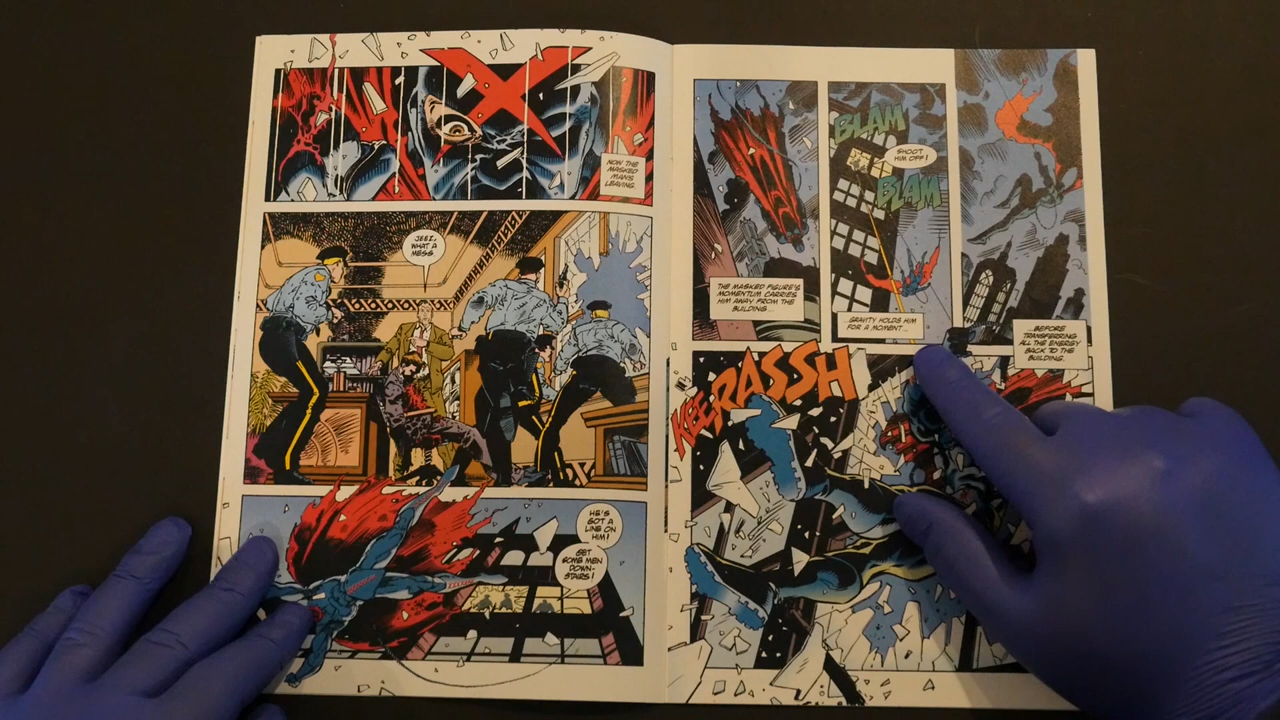 NOW THE
MASKED
MAN'S
LEAVING.
JEEZ,
WHAT A
MESS.
HE'S
GOT A
LINE ON
HIM!
GET
SOME MEN
DOWN-
STAIRS!
THE MASKED FIGURE'S
MOMENTUM CARRIES
HIM AWAY FROM THE
BUILDING...
BLAM
SHOOT
HIM OFF!
BLAM
...GRAVITY HOLDS HIM
FOR A MOMENT...
...BEFORE
TRANSFERRING
ALL THE ENERGY
BACK TO THE
BUILDING.
KEERASSH